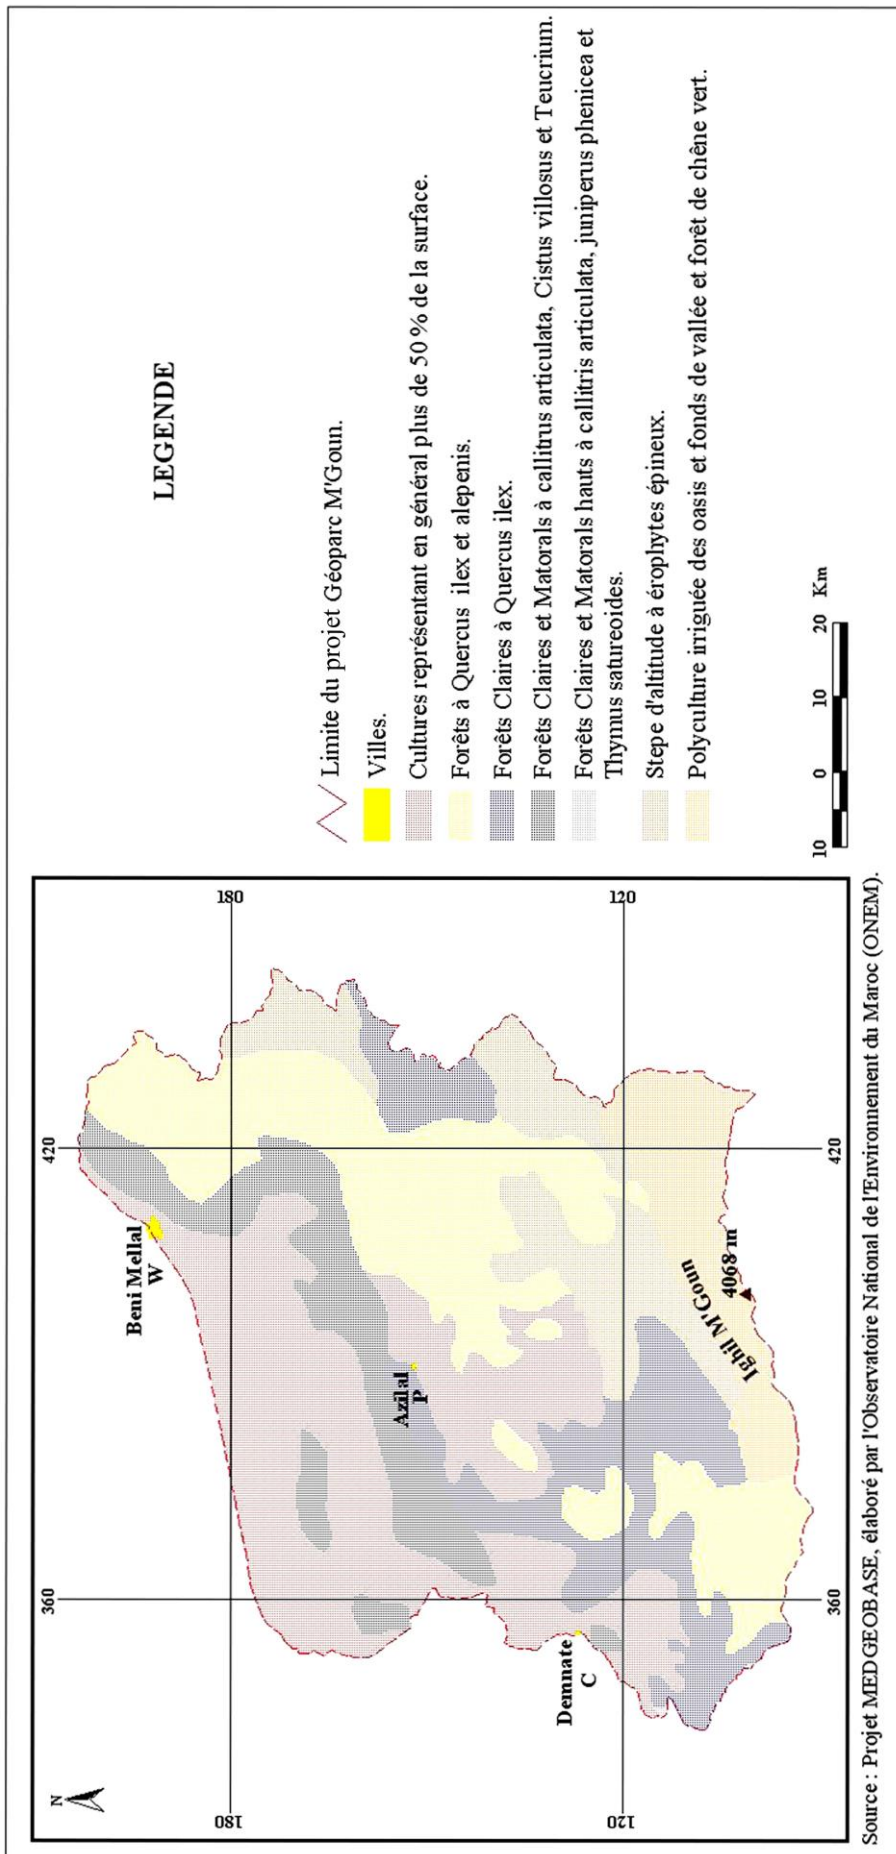 N
360
420
180
180
120
120
360
420
Beni Mellal
W
Azilal
P
Demnate
C
Ighil M'Goun
4068 m
LEGENDE
Limite du projet Géoparc M'Goun.
Villes.
Cultures représentant en général plus de 50 % de la surface.
Forêts à Quercus ilex et alepenis.
Forêts Claires à Quercus ilex.
Forêts Claires et Matorals à callitrus articulata, Cistus villosus et Teucrium.
Forêts Claires et Matorals hauts à callitris articulata, juniperus phenicea et
Thymus satureoides.
Stepe d'altitude à érophytes épineux.
Polyculture irriguée des oasis et fonds de vallée et forêt de chêne vert.
10 0 10 20 Km
Source : Projet MEDGEOBASE, élaboré par l'Observatoire National de l'Environnement du Maroc (ONEM).